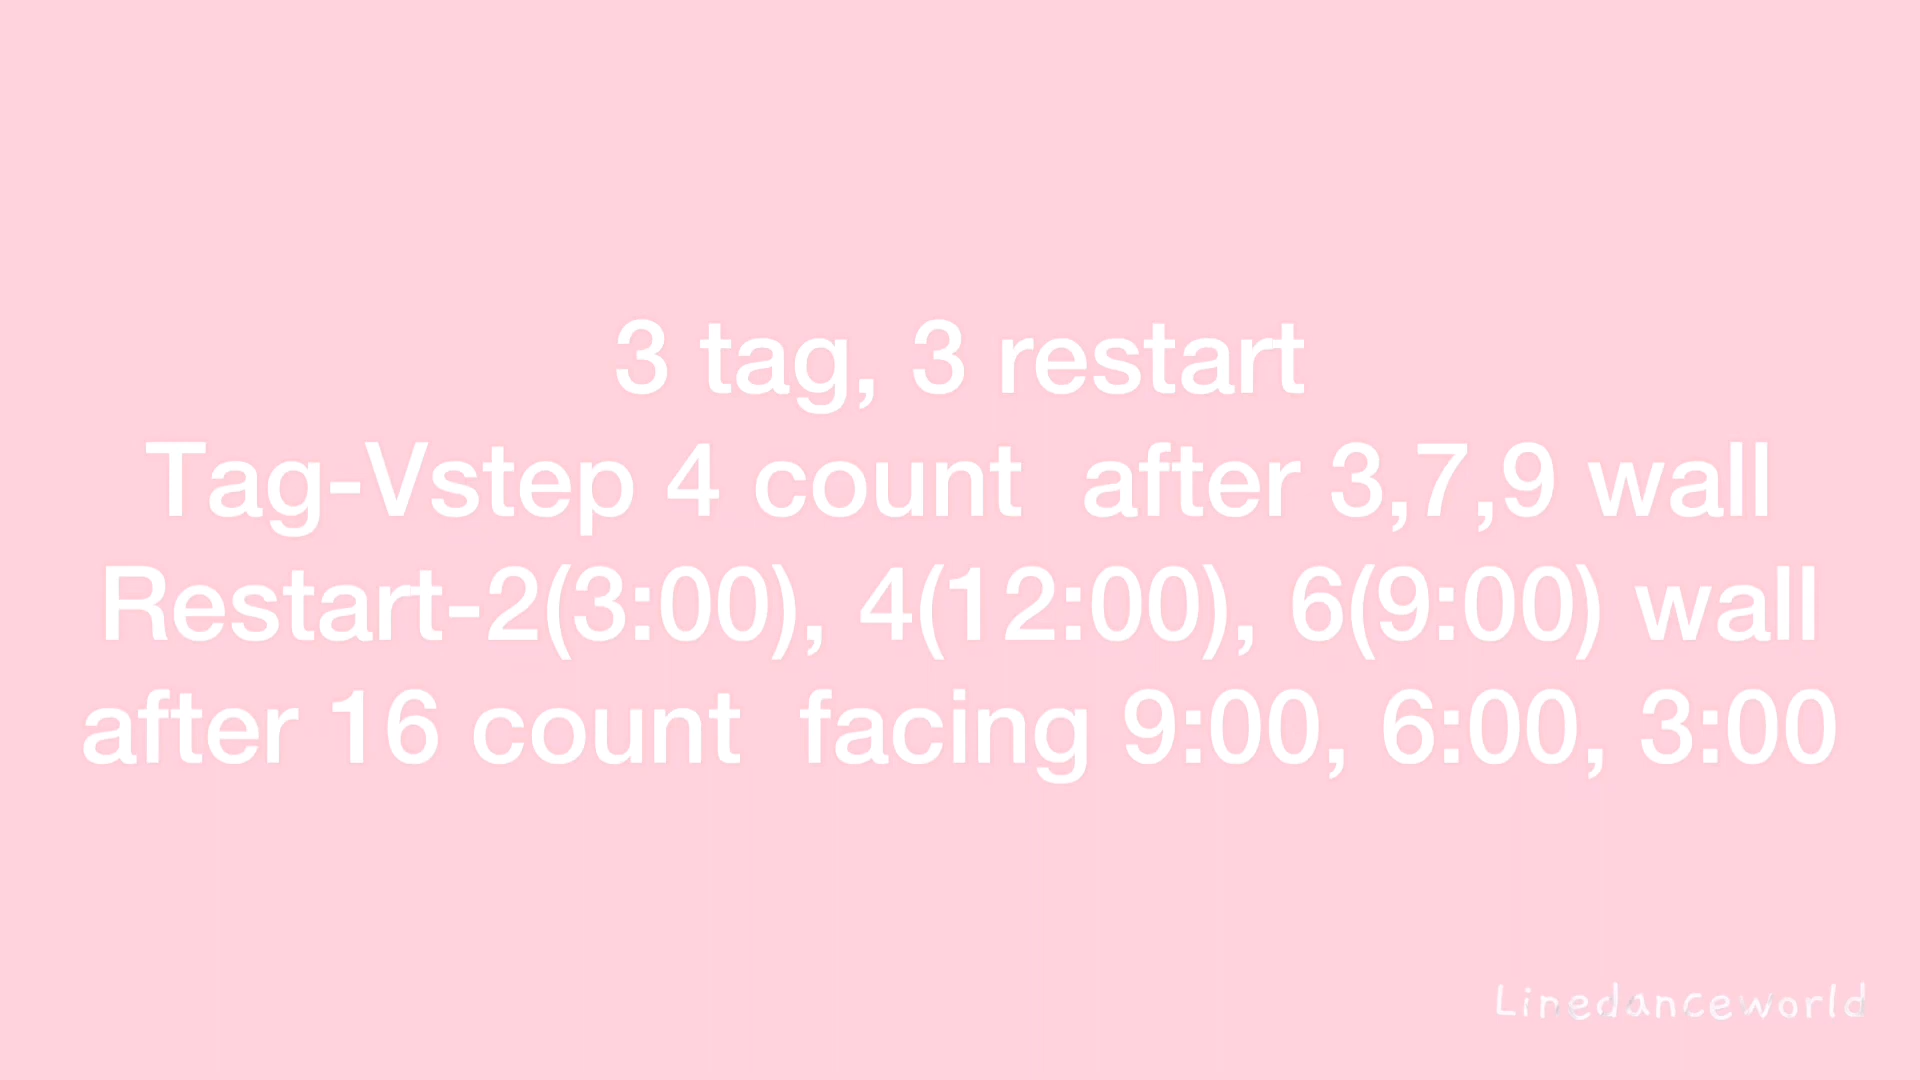 3 tag, 3 restart
Tag-Vstep 4 count  after 3,7,9 wall
Restart-2(3:00), 4(12:00), 6(9:00) wall
after 16 count  facing 9:00, 6:00, 3:00
Linedanceworld